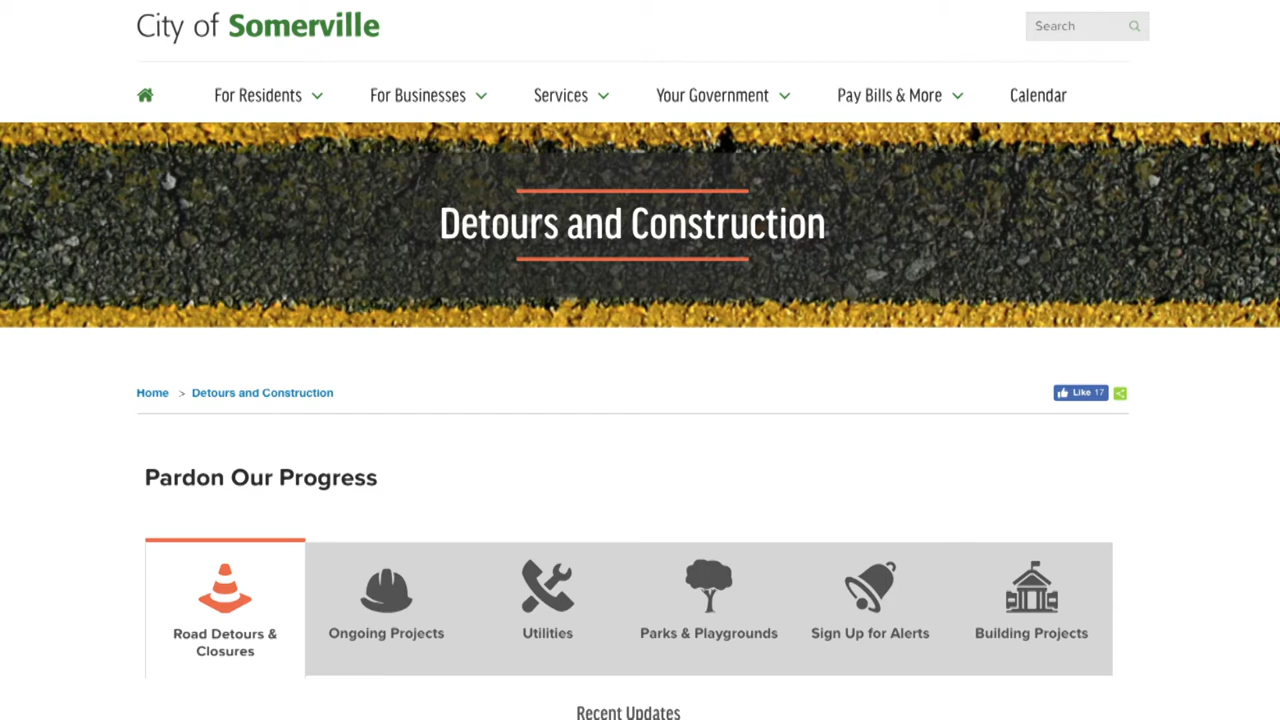 City of Somerville
Search
For Residents For Businesses Services Your Government Pay Bills & More Calendar
Detours and Construction
Home > Detours and Construction
Like 17
Pardon Our Progress
Road Detours & Closures
Ongoing Projects
Utilities
Parks & Playgrounds
Sign Up for Alerts
Building Projects
Recent Updates